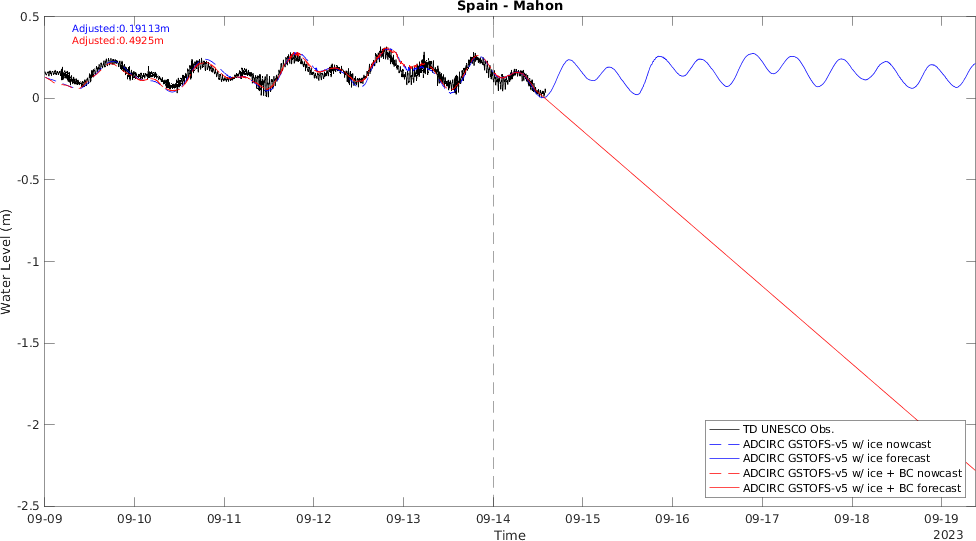 Spain - Mahon
Adjusted:0.19113m
Adjusted:0.4925m
0.5
0
-0.5
-1
-1.5
-2
-2.5
Water Level (m)
TD UNESCO Obs.
ADCIRC GSTOFS-v5 w/ ice nowcast
ADCIRC GSTOFS-v5 w/ ice forecast
ADCIRC GSTOFS-v5 w/ ice + BC nowcast
ADCIRC GSTOFS-v5 w/ ice + BC forecast
09-09 09-10 09-11 09-12 09-13 09-14 09-15 09-16 09-17 09-18 09-19
Time
2023